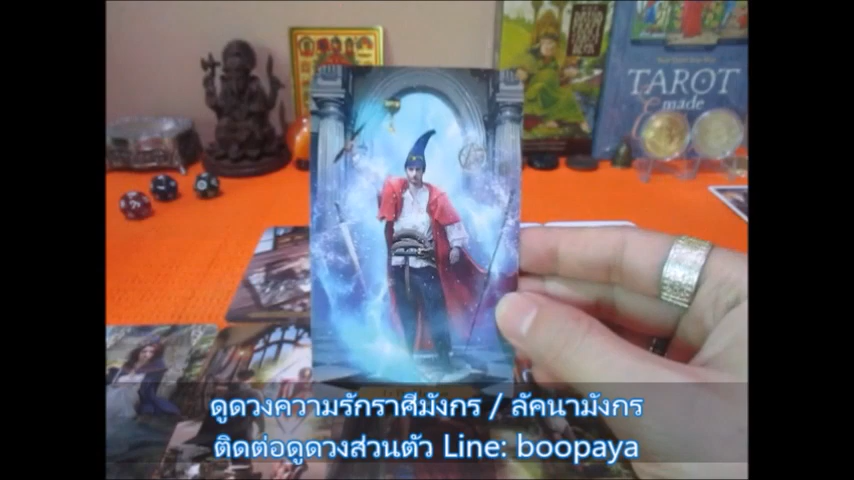 TAROT
made
ดูดวงความรักราศีมังกร / ลัคนามังกร
ติดต่อดูดวงส่วนตัว Line: boopaya